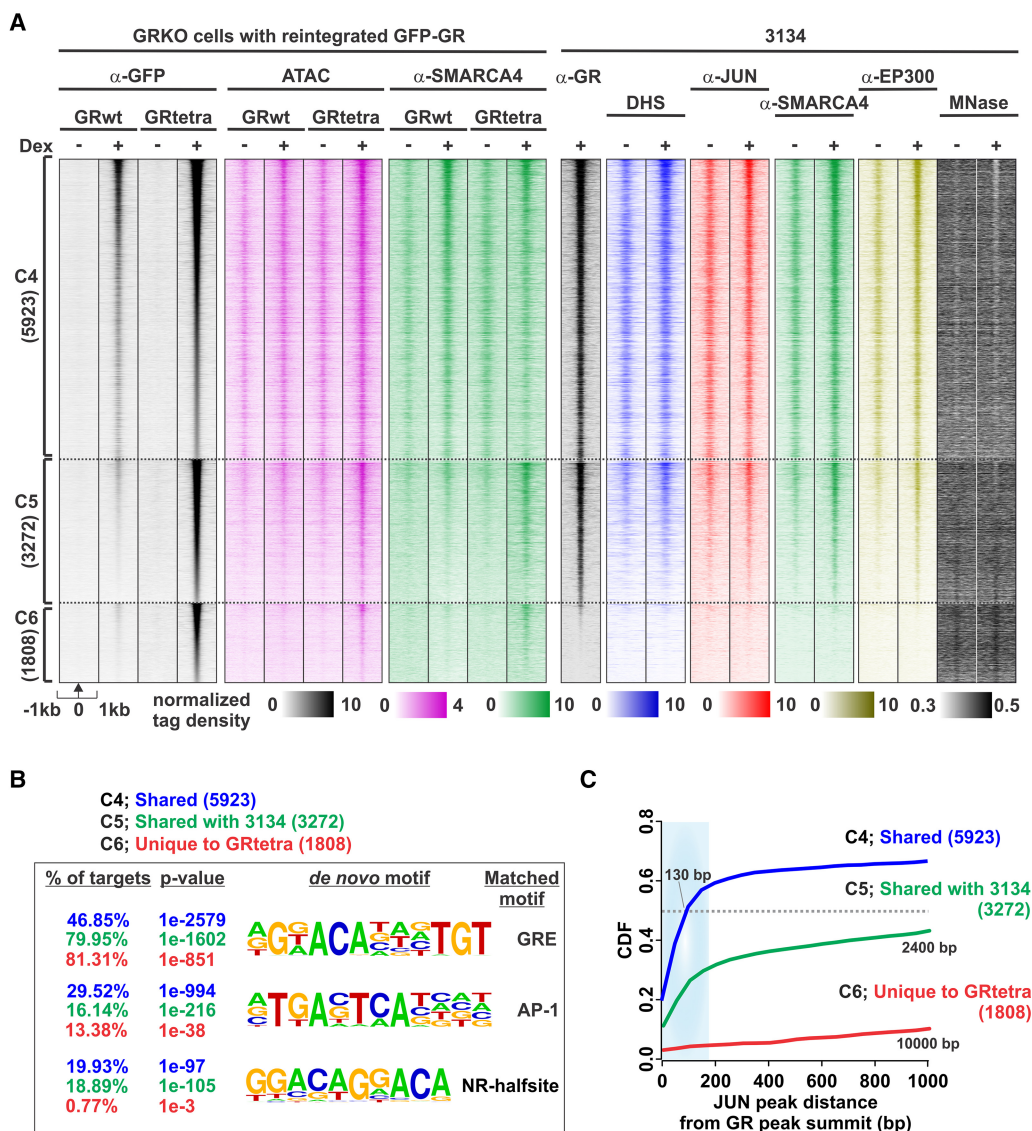 A
GRKO cells with reintegrated GFP-GR
3134
α-GFP
ATAC
α-SMARCA4
α-GR
α-JUN
α-EP300
DHS
α-SMARCA4
MNase
GRwt
GRtetra
GRwt
GRtetra
GRwt
GRtetra
Dex - + - + - + - + - + - + + - + - + - + - + - +
C4
(5923)
C5
(3272)
C6
(1808)
-1kb 0 1kb
normalized
tag density
0 10 0 4 0 10 0 10 0 10 0 10 0 10 0.3 0.5
B
C4; Shared (5923)
C5; Shared with 3134 (3272)
C6; Unique to GRtetra (1808)
% of targets p-value de novo motif Matched
motif
46.85% 1e-2579
79.95% 1e-1602
81.31% 1e-851
GRE
29.52% 1e-994
16.14% 1e-216
13.38% 1e-38
AP-1
19.93% 1e-97
18.89% 1e-105
0.77% 1e-3
NR-halfsite
C
0.8
0.6
0.4
0.2
0.0
CDF
C4; Shared (5923)
130 bp
C5; Shared with 3134
(3272)
2400 bp
C6; Unique to GRtetra
(1808)
10000 bp
0 200 400 600 800 1000
JUN peak distance
from GR peak summit (bp)